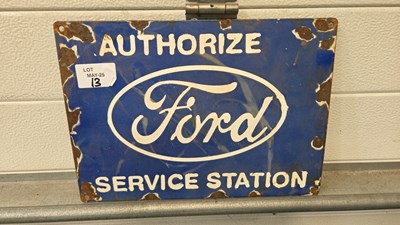 AUTHORIZE
LOT
MAY-25
13
Ford
SERVICE STATION